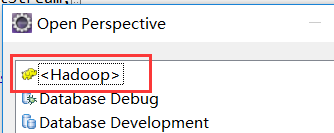 Open Perspective
<Hadoop>
Database Debug
Database Development